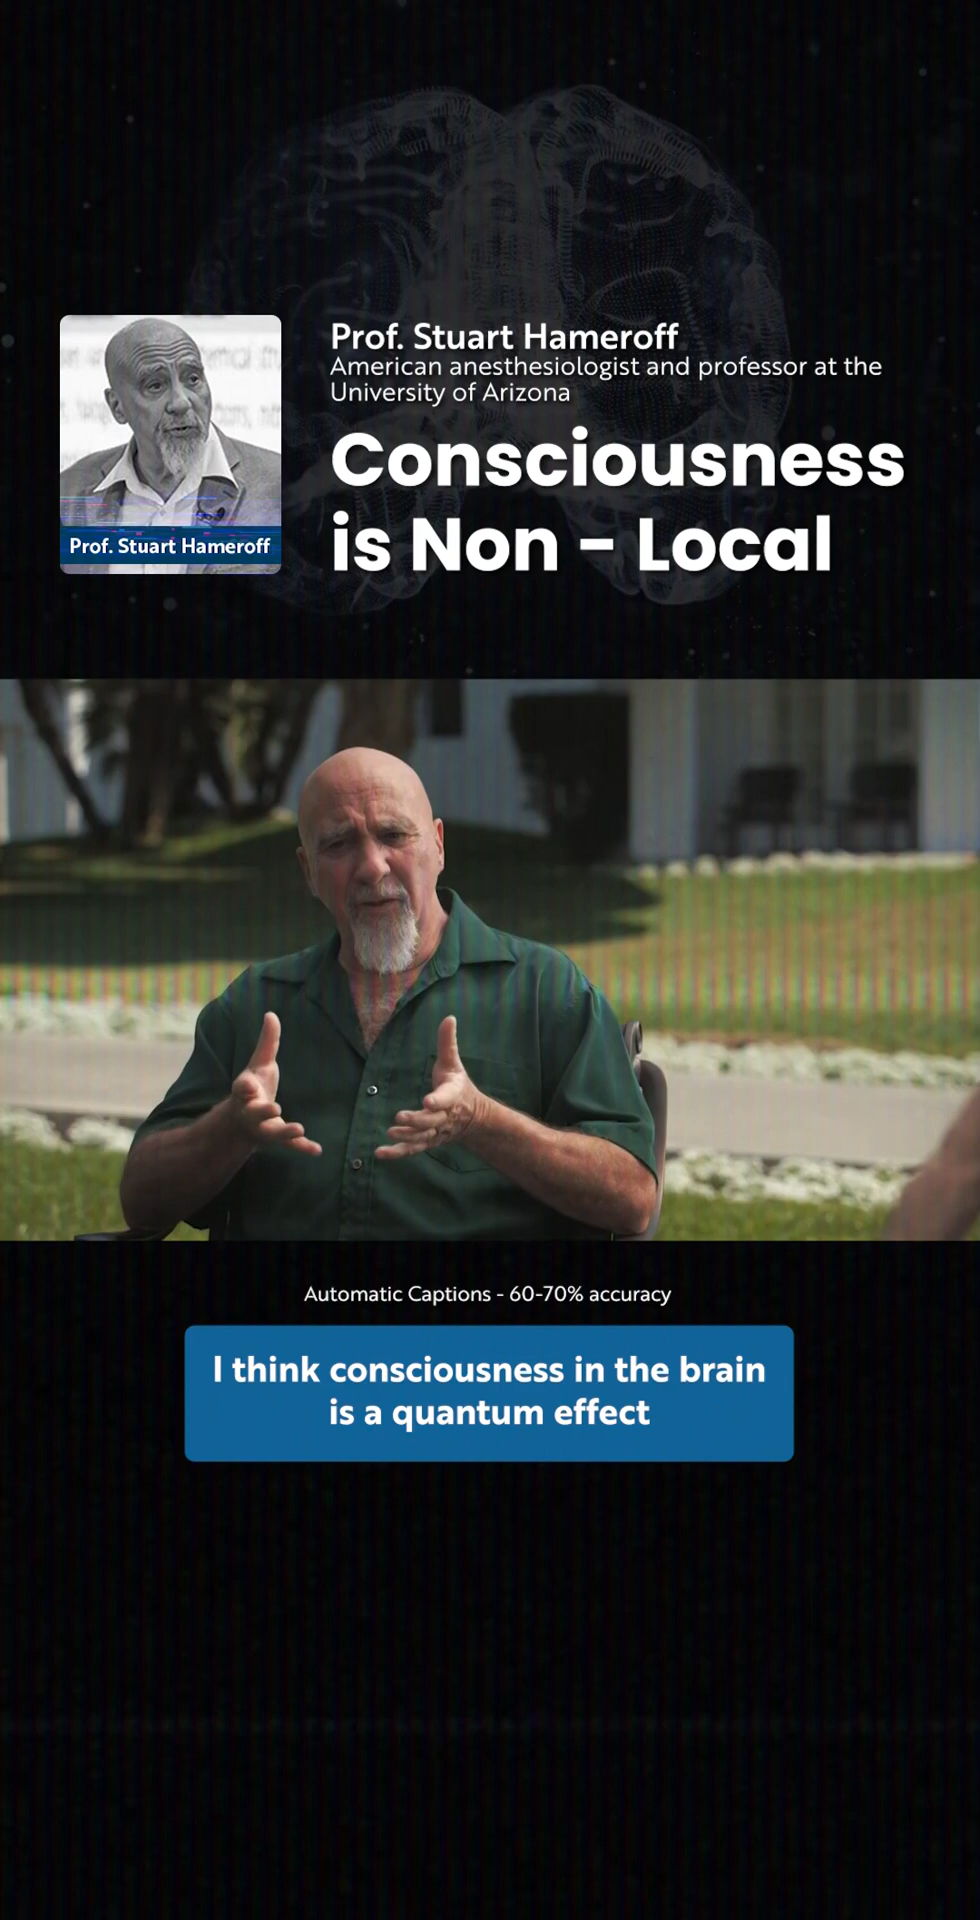 Prof. Stuart Hameroff
American anesthesiologist and professor at the
University of Arizona
Consciousness
is Non - Local
Prof. Stuart Hameroff
Automatic Captions - 60-70% accuracy
I think consciousness in the brain
is a quantum effect